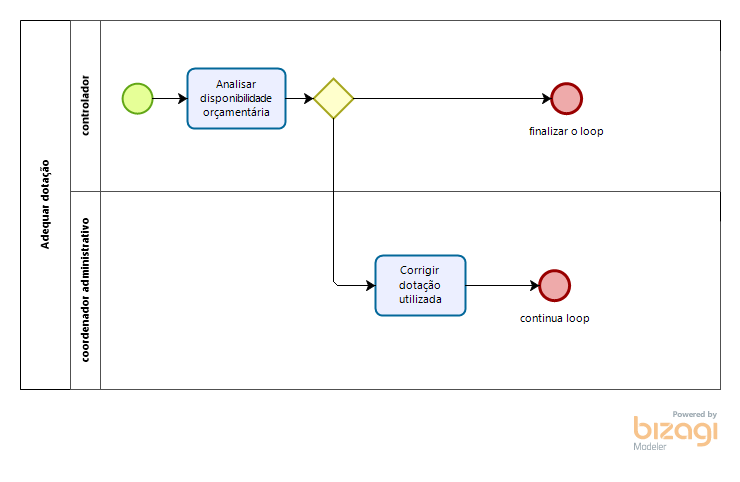 Adequar dotação
controlador
Analisar
disponibilidade
orçamentária
finalizar o loop
coordenador administrativo
Corrigir
dotação
utilizada
continua loop
Powered by
bizagi
Modeler